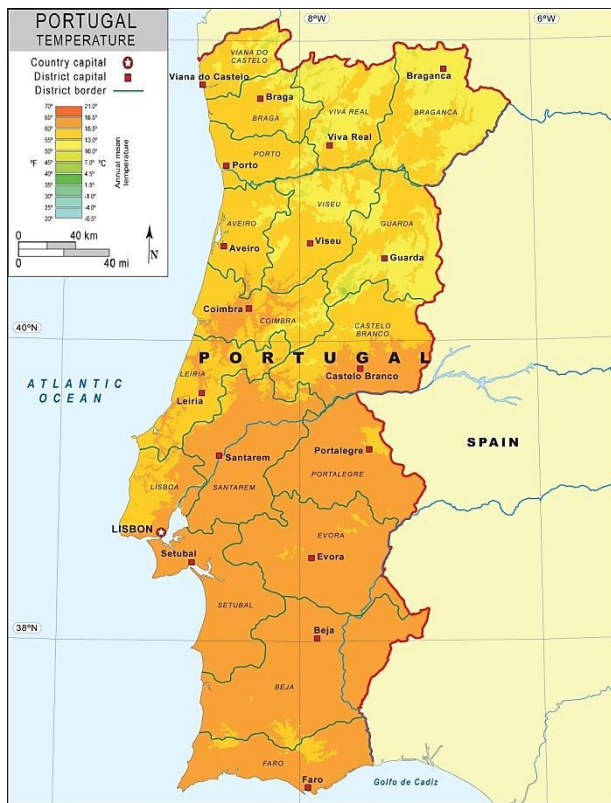 PORTUGAL
TEMPERATURE
Country capital
District capital
District border
70° 21.0°
65° 18.5°
60° 15.5°
55° 13.0°
50° 10.0°
°F 45° 7.0° °C
40° 4.5°
35° 1.5°
30° -1.0°
25° -4.0°
20° -6.5°
Annual mean
temperature
0 40 km
0 40 mi
N
8°W
6°W
VIANA DO
CASTELO
Viana do Castelo
Braganca
Braga
BRAGA
VIVA REAL
BRAGANCA
Viva Real
PORTO
Porto
VISEU
AVEIRO
GUARDA
Aveiro
Viseu
Guarda
Coimbra
COIMBRA
CASTELO
BRANCO
40°N
PORTUGAL
LEIRIA
Castelo Branco
ATLANTIC
OCEAN
Leiria
SPAIN
Santarem
Portalegre
LISBOA
SANTAREM
PORTALEGRE
LISBON
EVORA
Setubal
Evora
SETUBAL
38°N
Beja
BEJA
FARO
Faro
Golfo de Cadiz